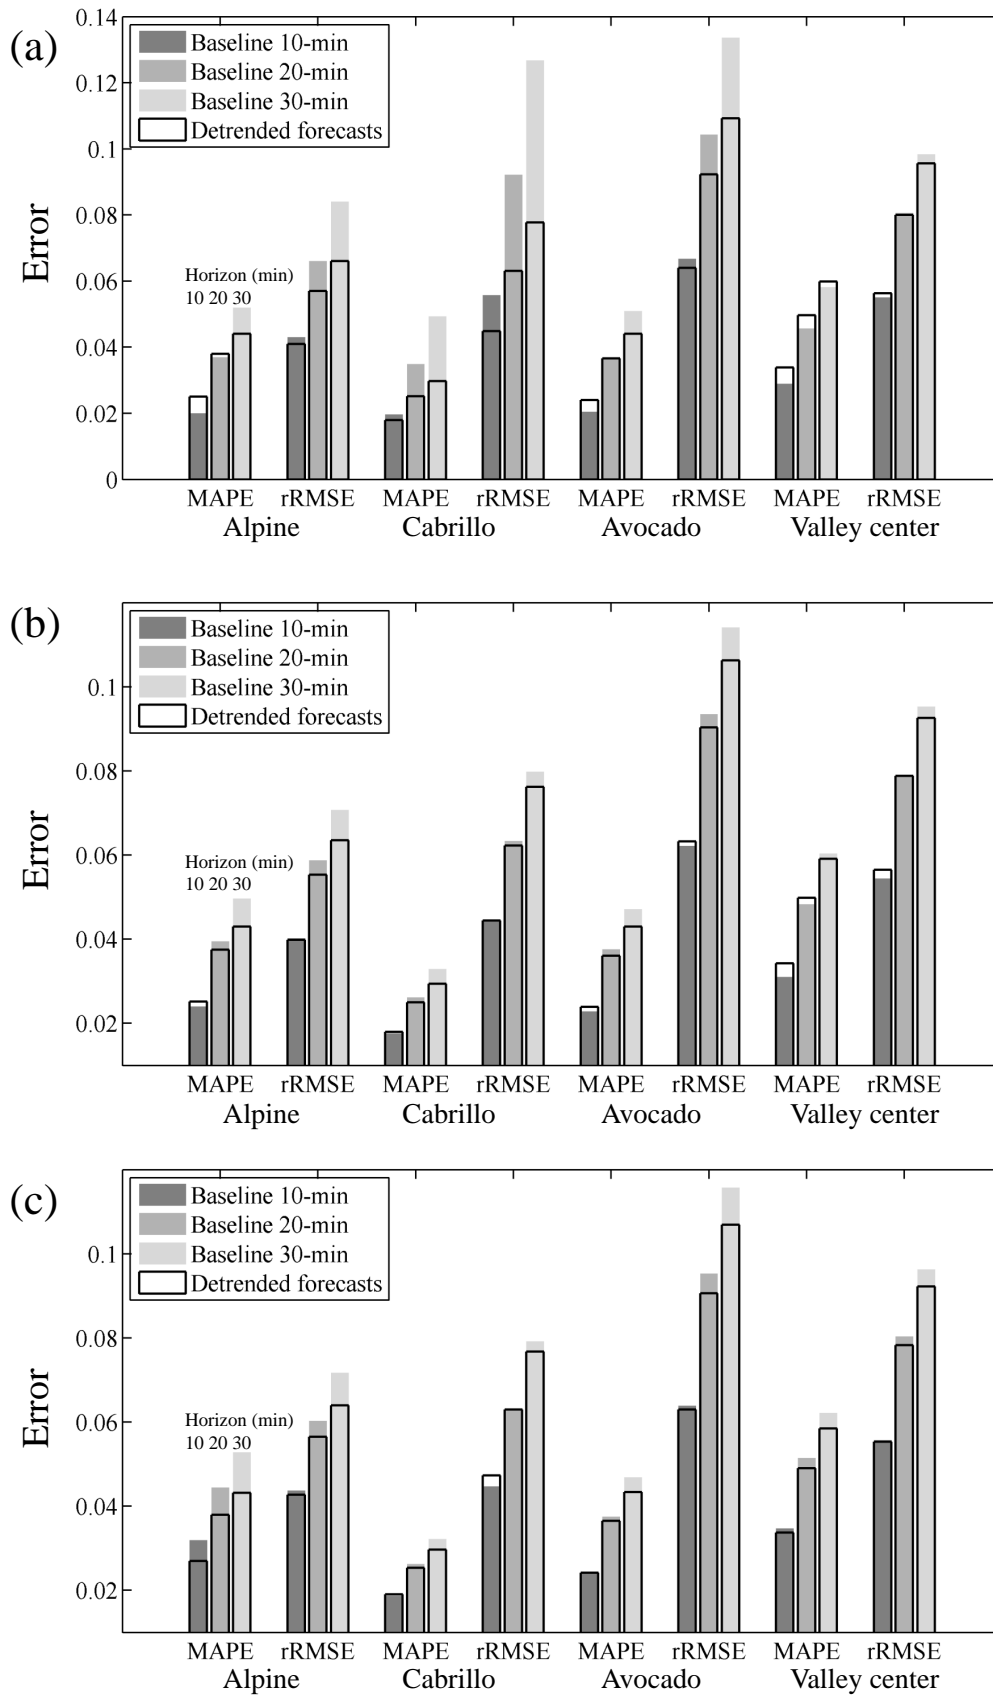 (a)
0.14
0.12
0.1
0.08
0.06
0.04
0.02
0
Error
Baseline 10-min
Baseline 20-min
Baseline 30-min
Detrended forecasts
Horizon (min)
10 20 30
MAPE rRMSE MAPE rRMSE MAPE rRMSE MAPE rRMSE
Alpine Cabrillo Avocado Valley center
(b)
0.1
0.08
0.06
0.04
0.02
Error
Baseline 10-min
Baseline 20-min
Baseline 30-min
Detrended forecasts
Horizon (min)
10 20 30
MAPE rRMSE MAPE rRMSE MAPE rRMSE MAPE rRMSE
Alpine Cabrillo Avocado Valley center
(c)
0.1
0.08
0.06
0.04
0.02
Error
Baseline 10-min
Baseline 20-min
Baseline 30-min
Detrended forecasts
Horizon (min)
10 20 30
MAPE rRMSE MAPE rRMSE MAPE rRMSE MAPE rRMSE
Alpine Cabrillo Avocado Valley center